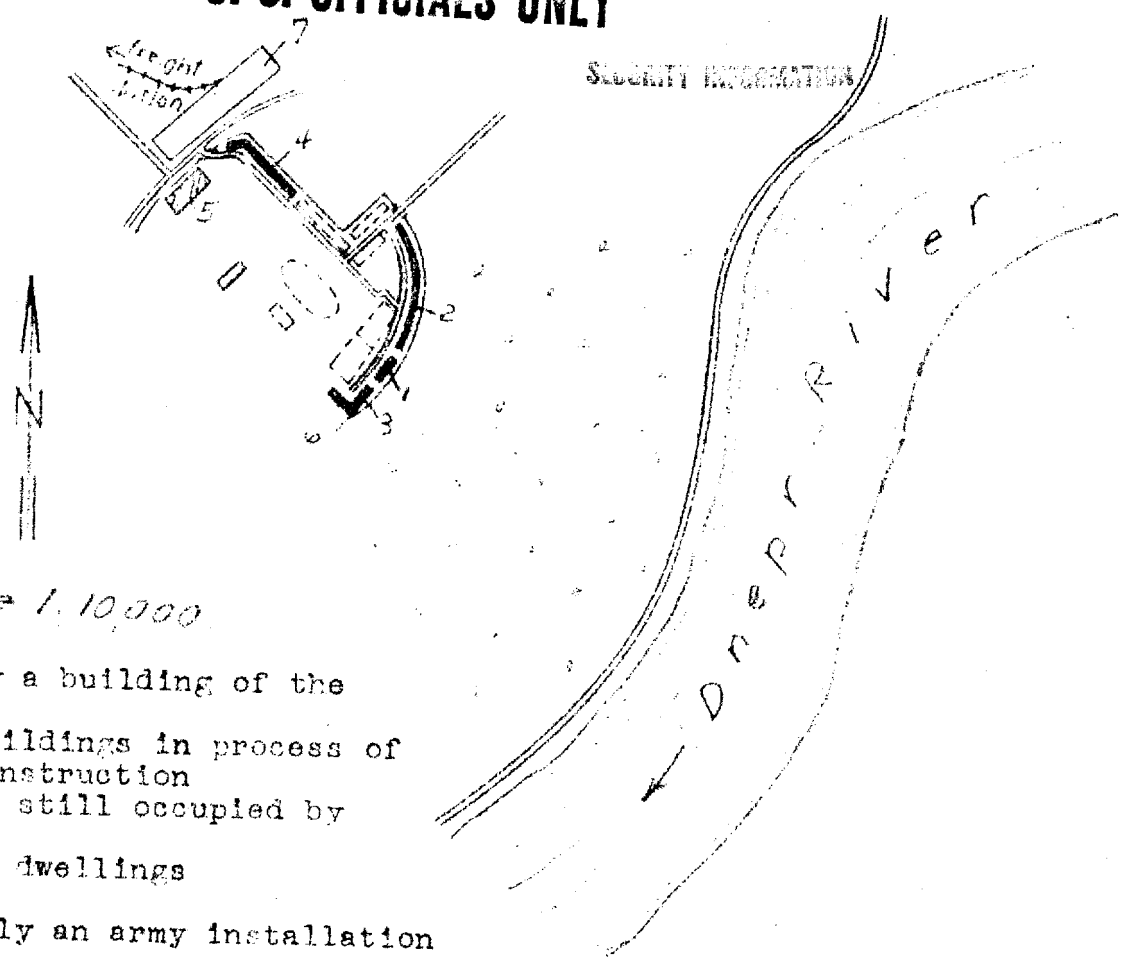 OFFICIALS ONLY
SECURITY INFORMATION
7
freight
4
5
2
1
3
6
N
Dnepr River
1:10,000
a building of the
ildings in process of
nstruction
still occupied by
dwellings
ly an army installation